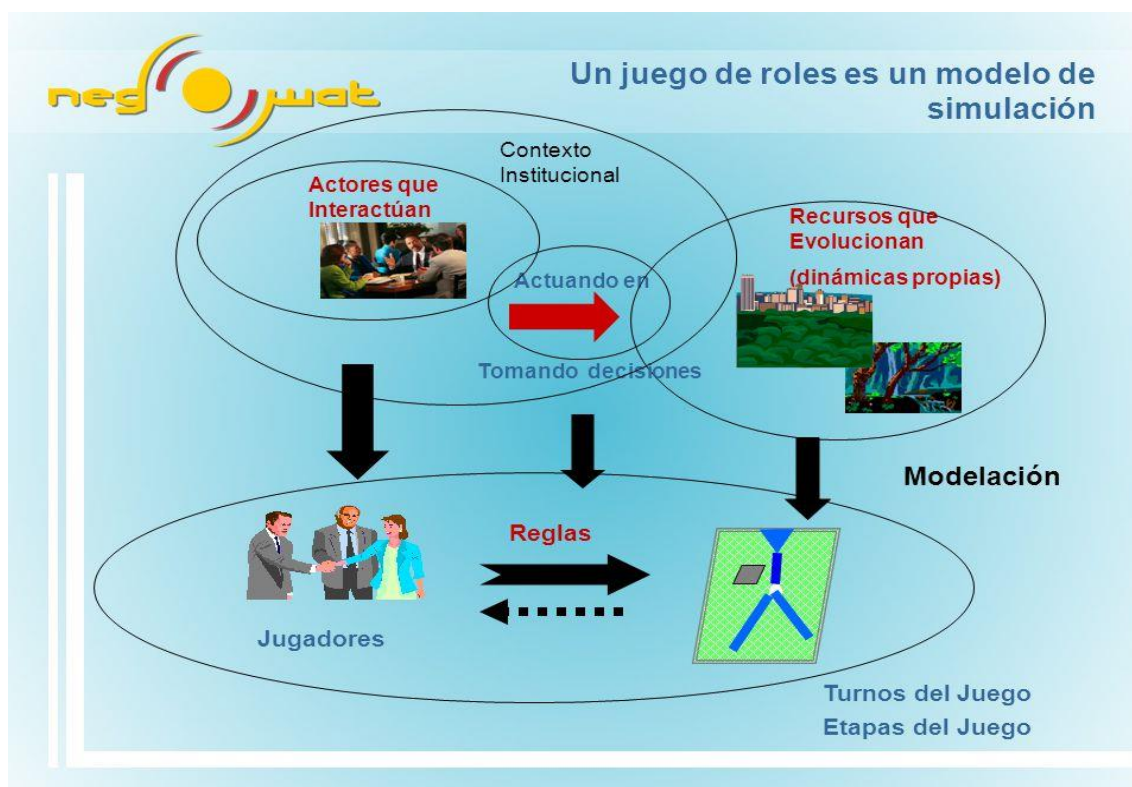 negowat
Un juego de roles es un modelo de
simulación
Contexto
Institucional
Actores que
Interactúan
Recursos que
Evolucionan
(dinámicas propias)
Actuando en
Tomando decisiones
Modelación
Reglas
Jugadores
Turnos del Juego
Etapas del Juego